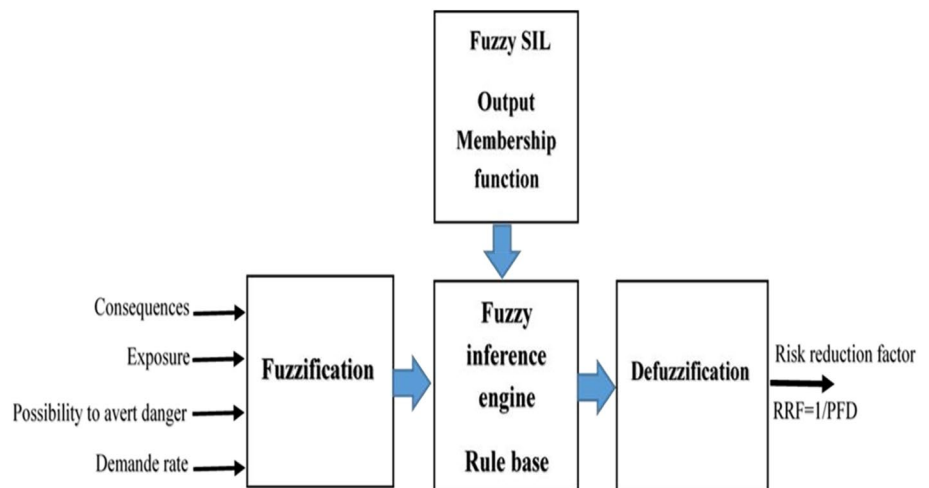 Fuzzy SIL
Output
Membership
function
Consequences
Exposure
Possibility to avert danger
Demande rate
Fuzzification
Fuzzy
inference
engine
Rule base
Defuzzification
Risk reduction factor
RRF=1/PFD